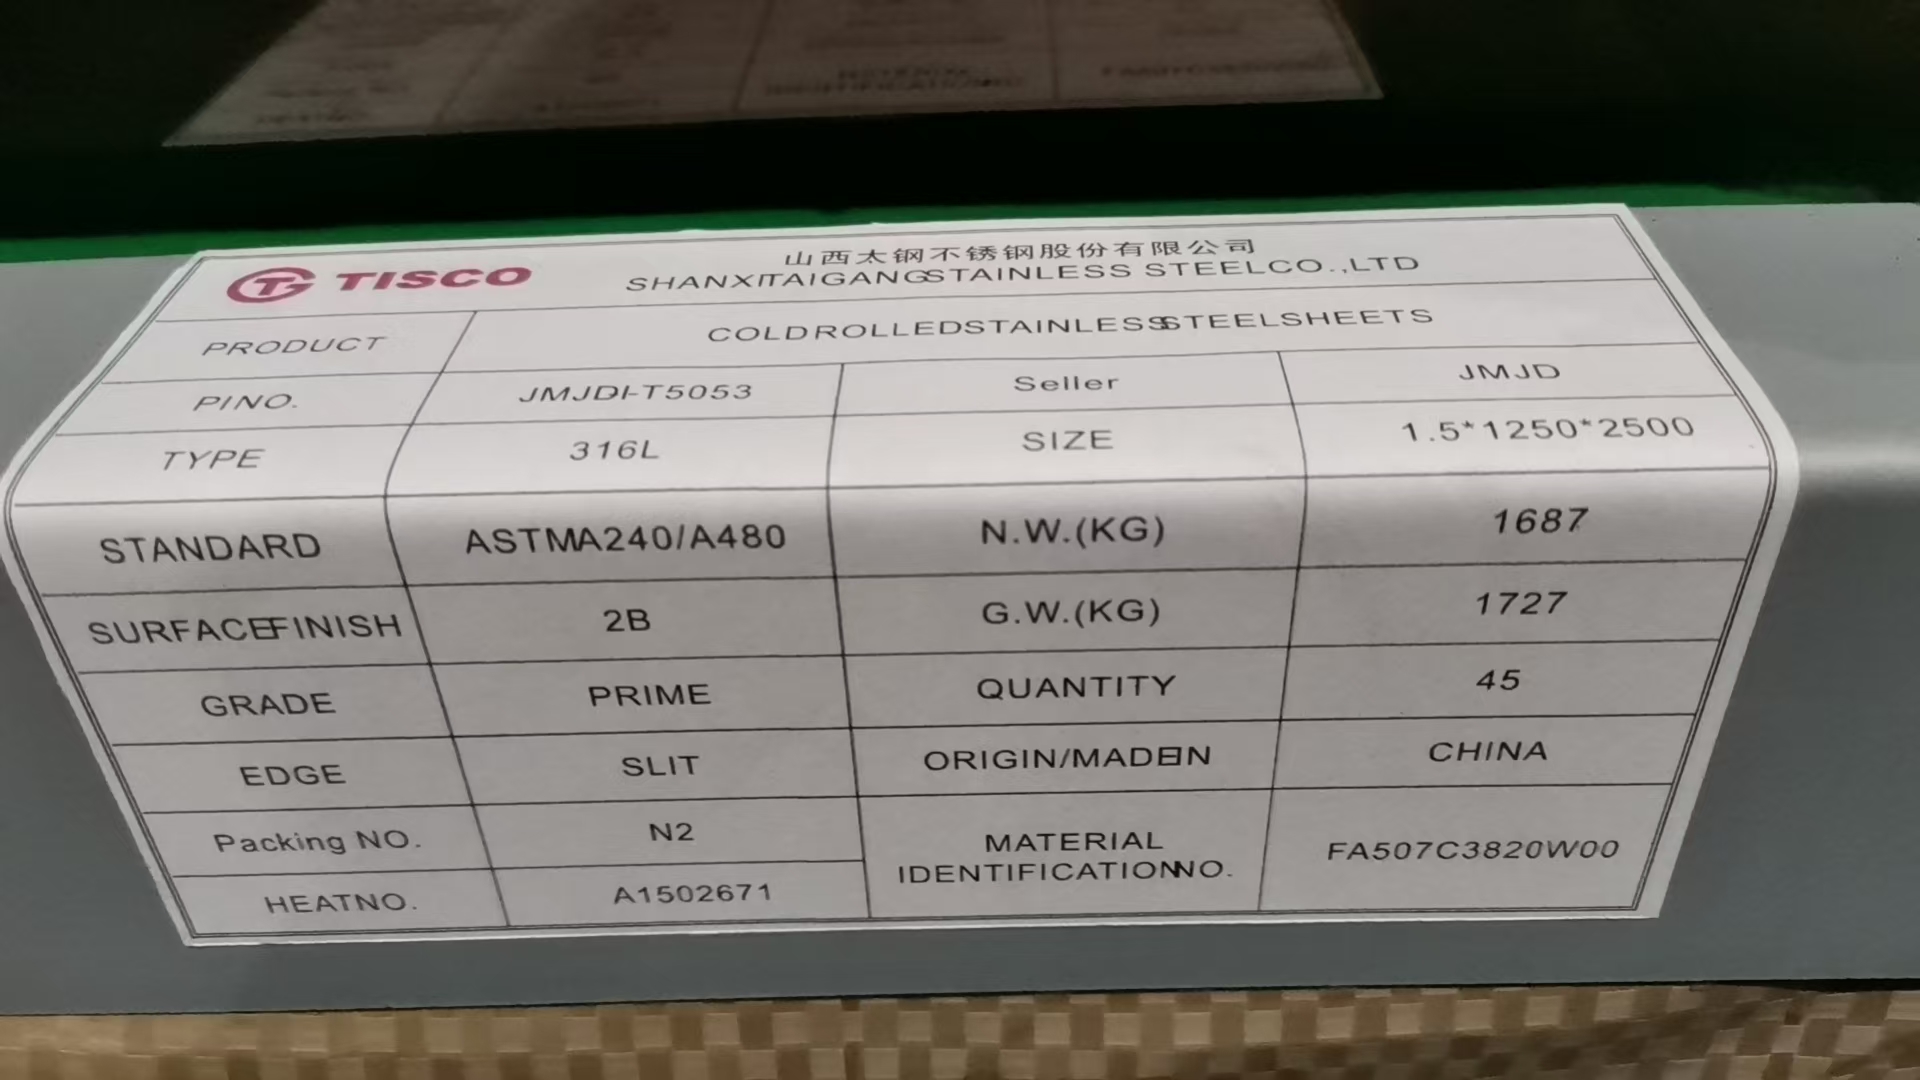 TISCO
山西太钢不锈钢股份有限公司
SHANXITAIGANGSTAINLESS STEELCO.,LTD
PRODUCT COLDROLLEDSTAINLESSSTEELSHEETS
PINO. JMJDI-T5053 Seller JMJD
TYPE 316L SIZE 1.5*1250*2500
STANDARD ASTMA240/A480 N.W.(KG) 1687
SURFACEFINISH 2B G.W.(KG) 1727
GRADE PRIME QUANTITY 45
EDGE SLIT ORIGIN/MADEIN CHINA
Packing NO. N2 MATERIAL IDENTIFICATIONNO. FA507C3820W00
HEATNO. A1502671